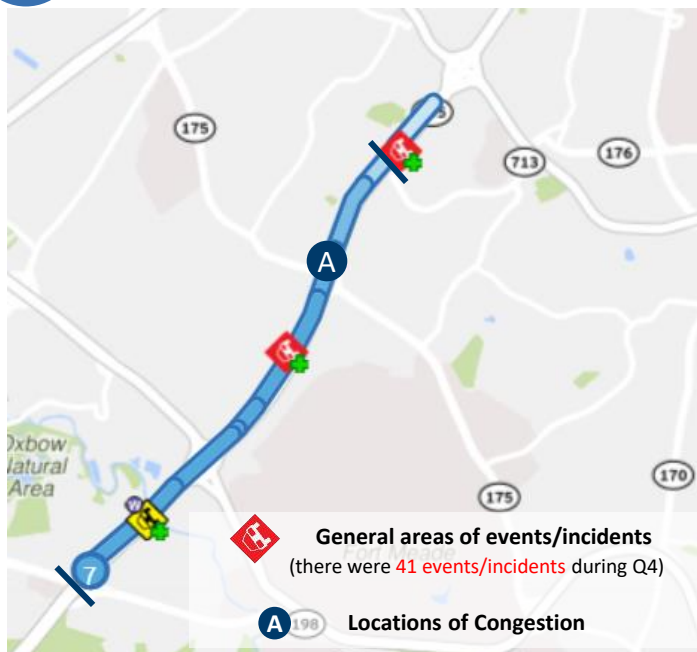 175
713
176
A
Oxbow
Natural
Area
170
175
W
7
General areas of events/incidents
(there were 41 events/incidents during Q4)
Fort Meade
A
198
Locations of Congestion